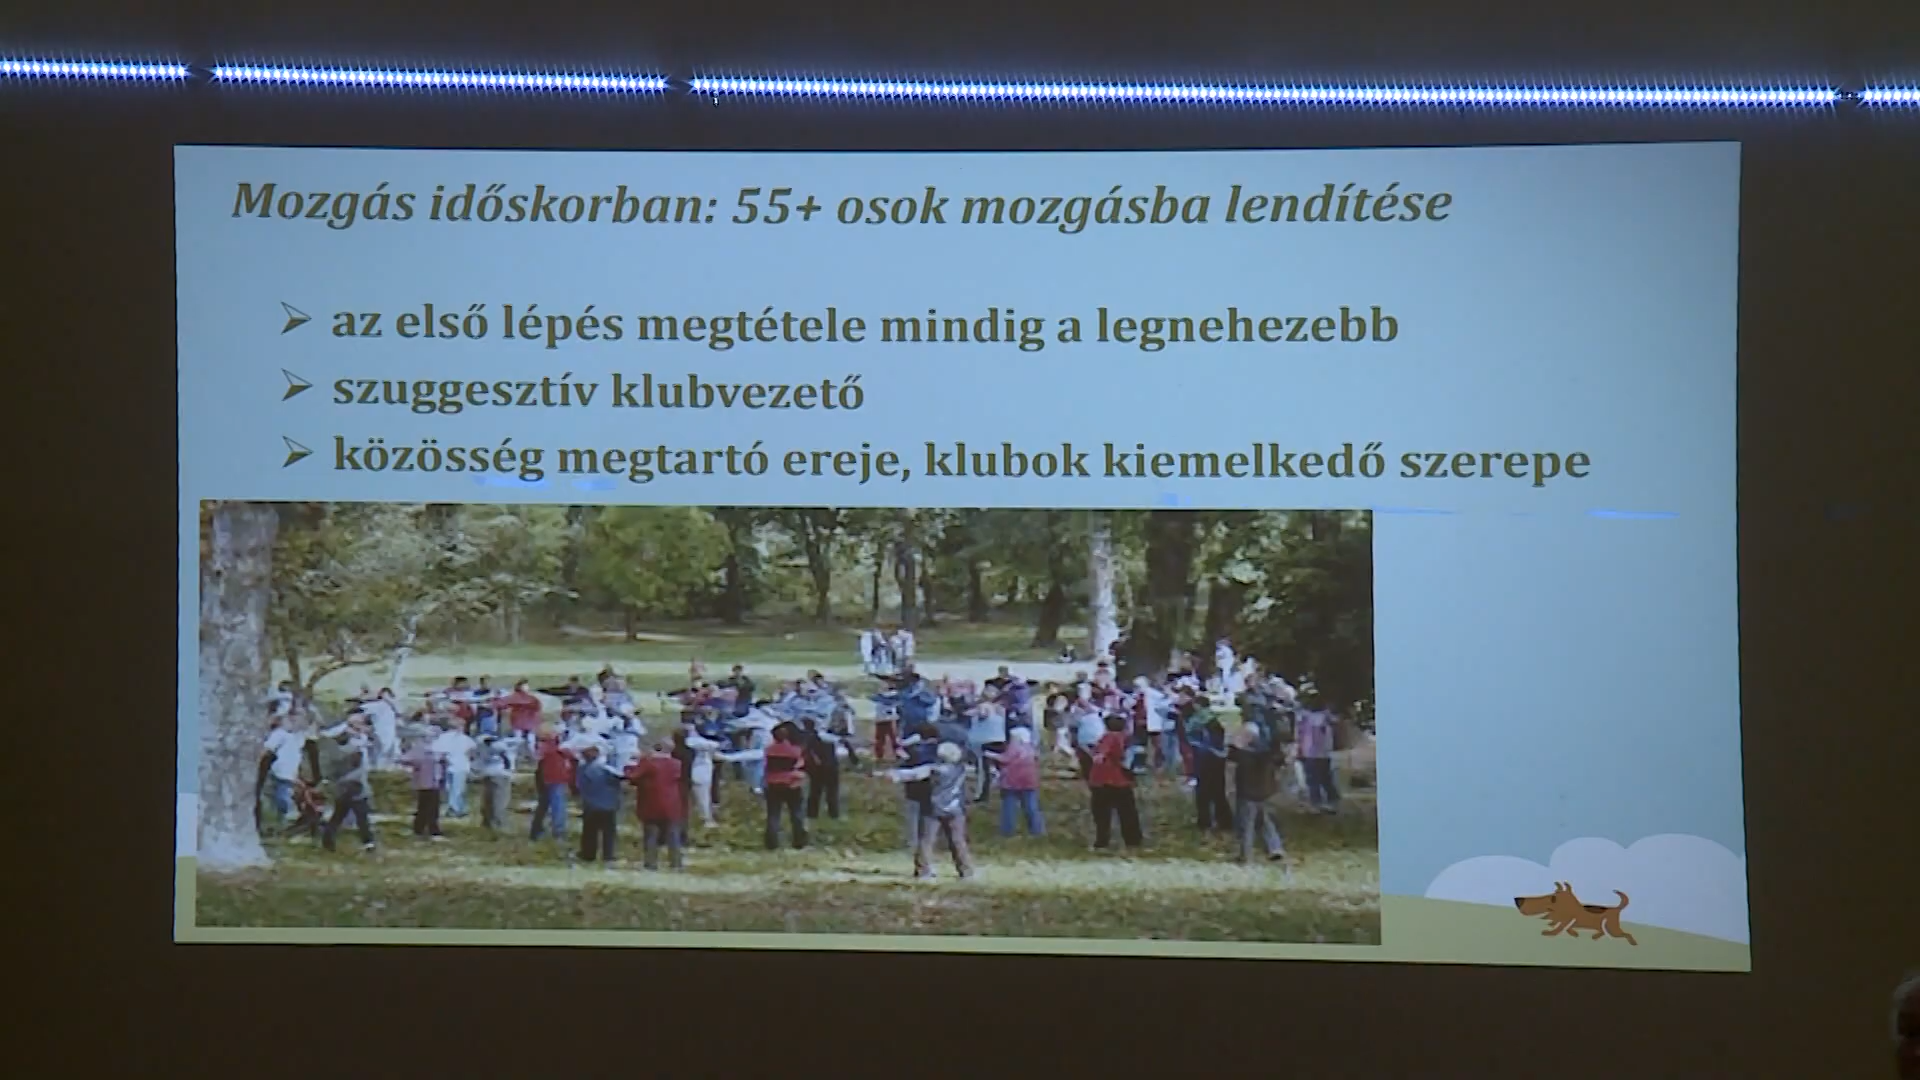 Mozgás időskorban: 55+ osok mozgásba lendítése
az első lépés megtétele mindig a legnehezebb
szuggesztív klubvezető
közösség megtartó ereje, klubok kiemelkedő szerepe